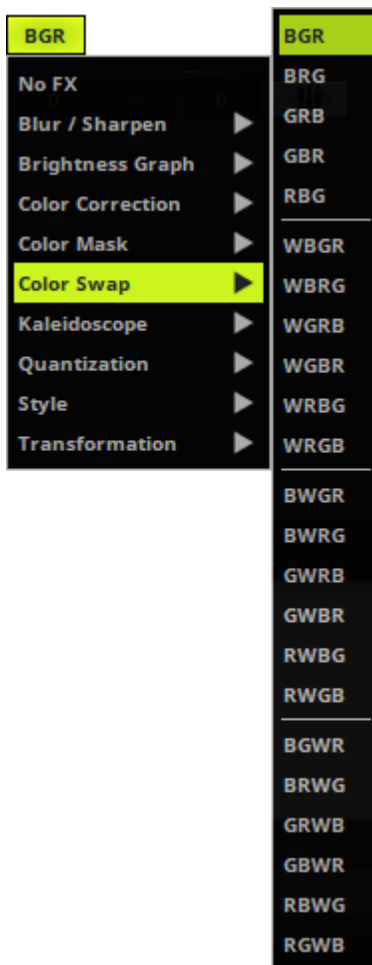 BGR
No FX
Blur / Sharpen
Brightness Graph
Color Correction
Color Mask
Color Swap
Kaleidoscope
Quantization
Style
Transformation
BGR
BRG
GRB
GBR
RBG
WBGR
WBRG
WGRB
WGBR
WRBG
WRGB
BWGR
BWRG
GWRB
GWBR
RWBG
RWGB
BGWR
BRWG
GRWB
GBWR
RBWG
RGWB